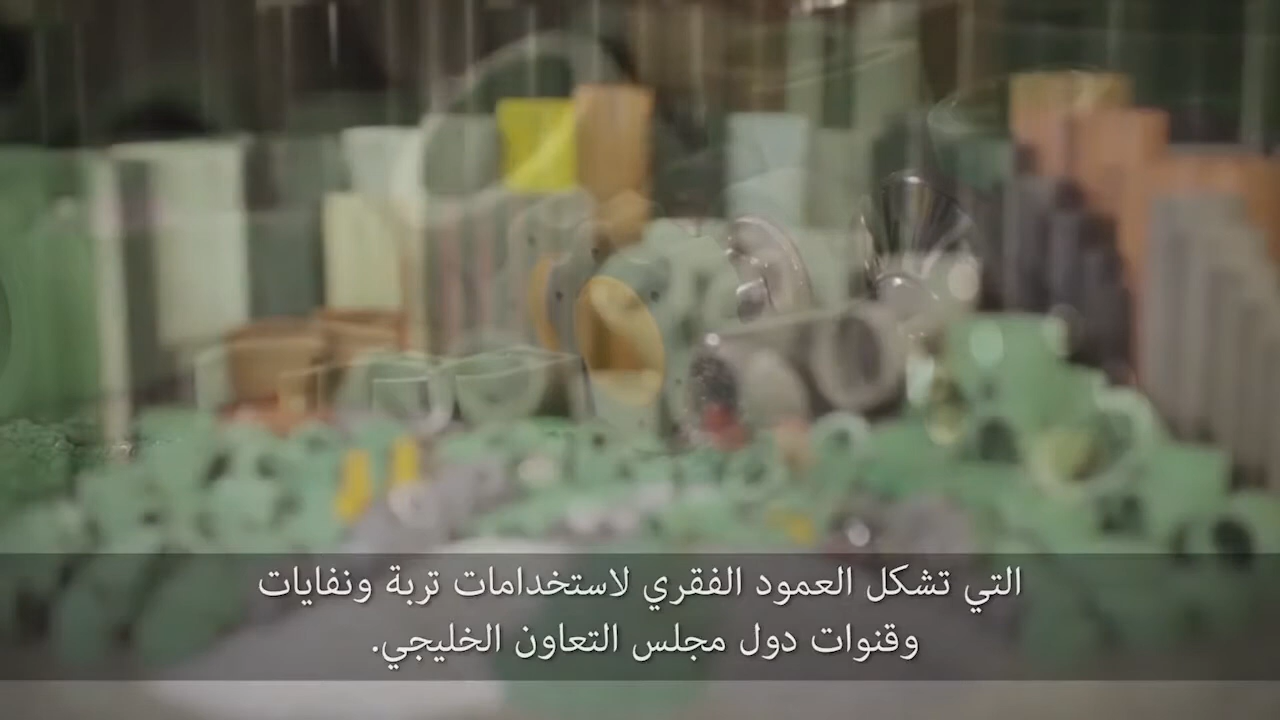 التي تشكل العمود الفقري لاستخدامات تربة ونفايات
وقنوات دول مجلس التعاون الخليجي.